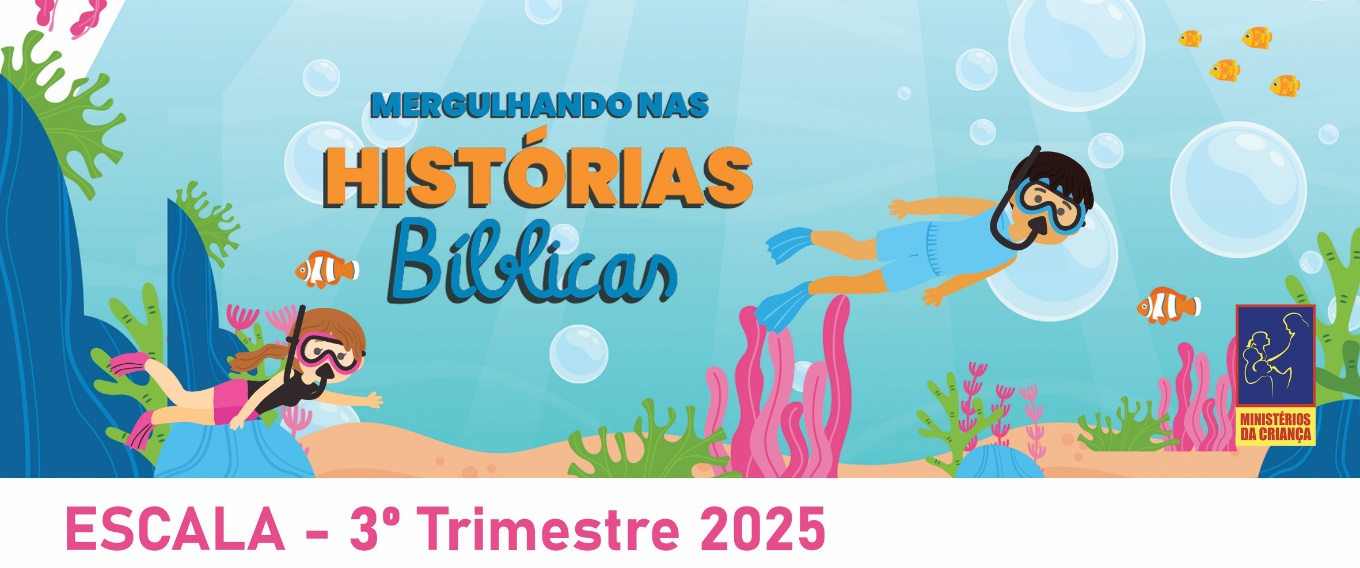 MERGULHANDO NAS
HISTÓRIAS
Bíblicas
MINISTÉRIOS
DA CRIANÇA
ESCALA - 3º Trimestre 2025